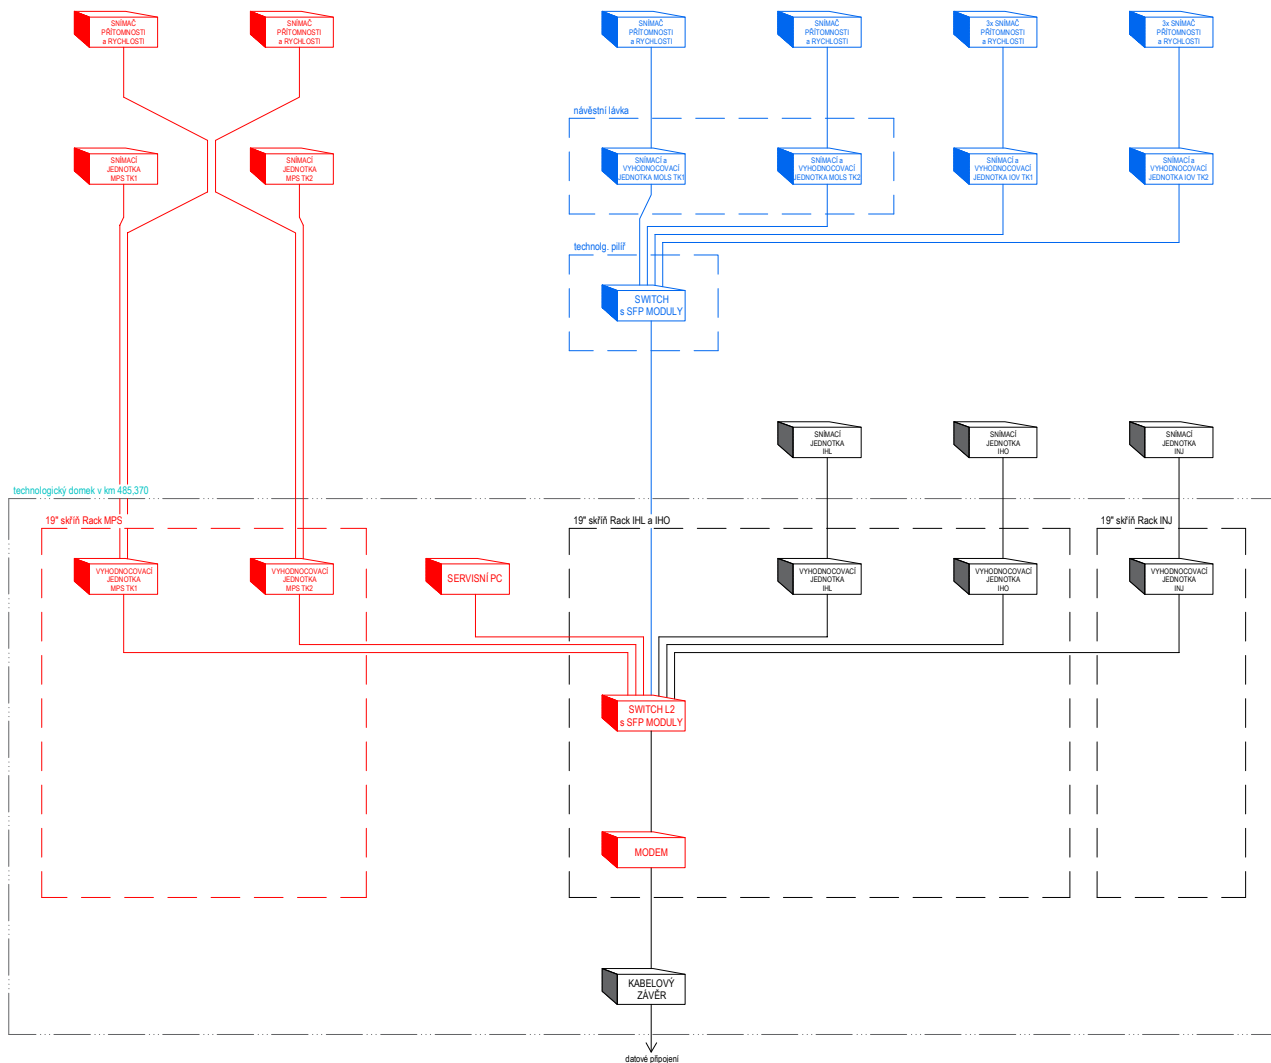 SNÍMAČ
PŘÍTOMNOSTI
a RYCHLOSTI
SNÍMAČ
PŘÍTOMNOSTI
a RYCHLOSTI
SNÍMAČ
PŘÍTOMNOSTI
a RYCHLOSTI
SNÍMAČ
PŘÍTOMNOSTI
a RYCHLOSTI
3x SNÍMAČ
PŘÍTOMNOSTI
a RYCHLOSTI
3x SNÍMAČ
PŘÍTOMNOSTI
a RYCHLOSTI
návěstní lávka
SNÍMACÍ
JEDNOTKA
MPS TK1
SNÍMACÍ
JEDNOTKA
MPS TK2
SNÍMACÍ a
VYHODNOCOVACÍ
JEDNOTKA MOLS TK1
SNÍMACÍ a
VYHODNOCOVACÍ
JEDNOTKA MOLS TK2
SNÍMACÍ a
VYHODNOCOVACÍ
JEDNOTKA IOV TK1
SNÍMACÍ a
VYHODNOCOVACÍ
JEDNOTKA IOV TK2
technolg. pilíř
SWITCH
s SFP MODULY
SNÍMACÍ
JEDNOTKA
IHL
SNÍMACÍ
JEDNOTKA
IHO
SNÍMACÍ
JEDNOTKA
INJ
technologický domek v km 485,370
19" skříň Rack MPS
19" skříň Rack IHL a IHO
19" skříň Rack INJ
VYHODNOCOVACÍ
JEDNOTKA
MPS TK1
VYHODNOCOVACÍ
JEDNOTKA
MPS TK2
SERVISNÍ PC
VYHODNOCOVACÍ
JEDNOTKA
IHL
VYHODNOCOVACÍ
JEDNOTKA
IHO
VYHODNOCOVACÍ
JEDNOTKA
INJ
SWITCH L2
s SFP MODULY
MODEM
KABELOVÝ
ZÁVĚR
datové připojení